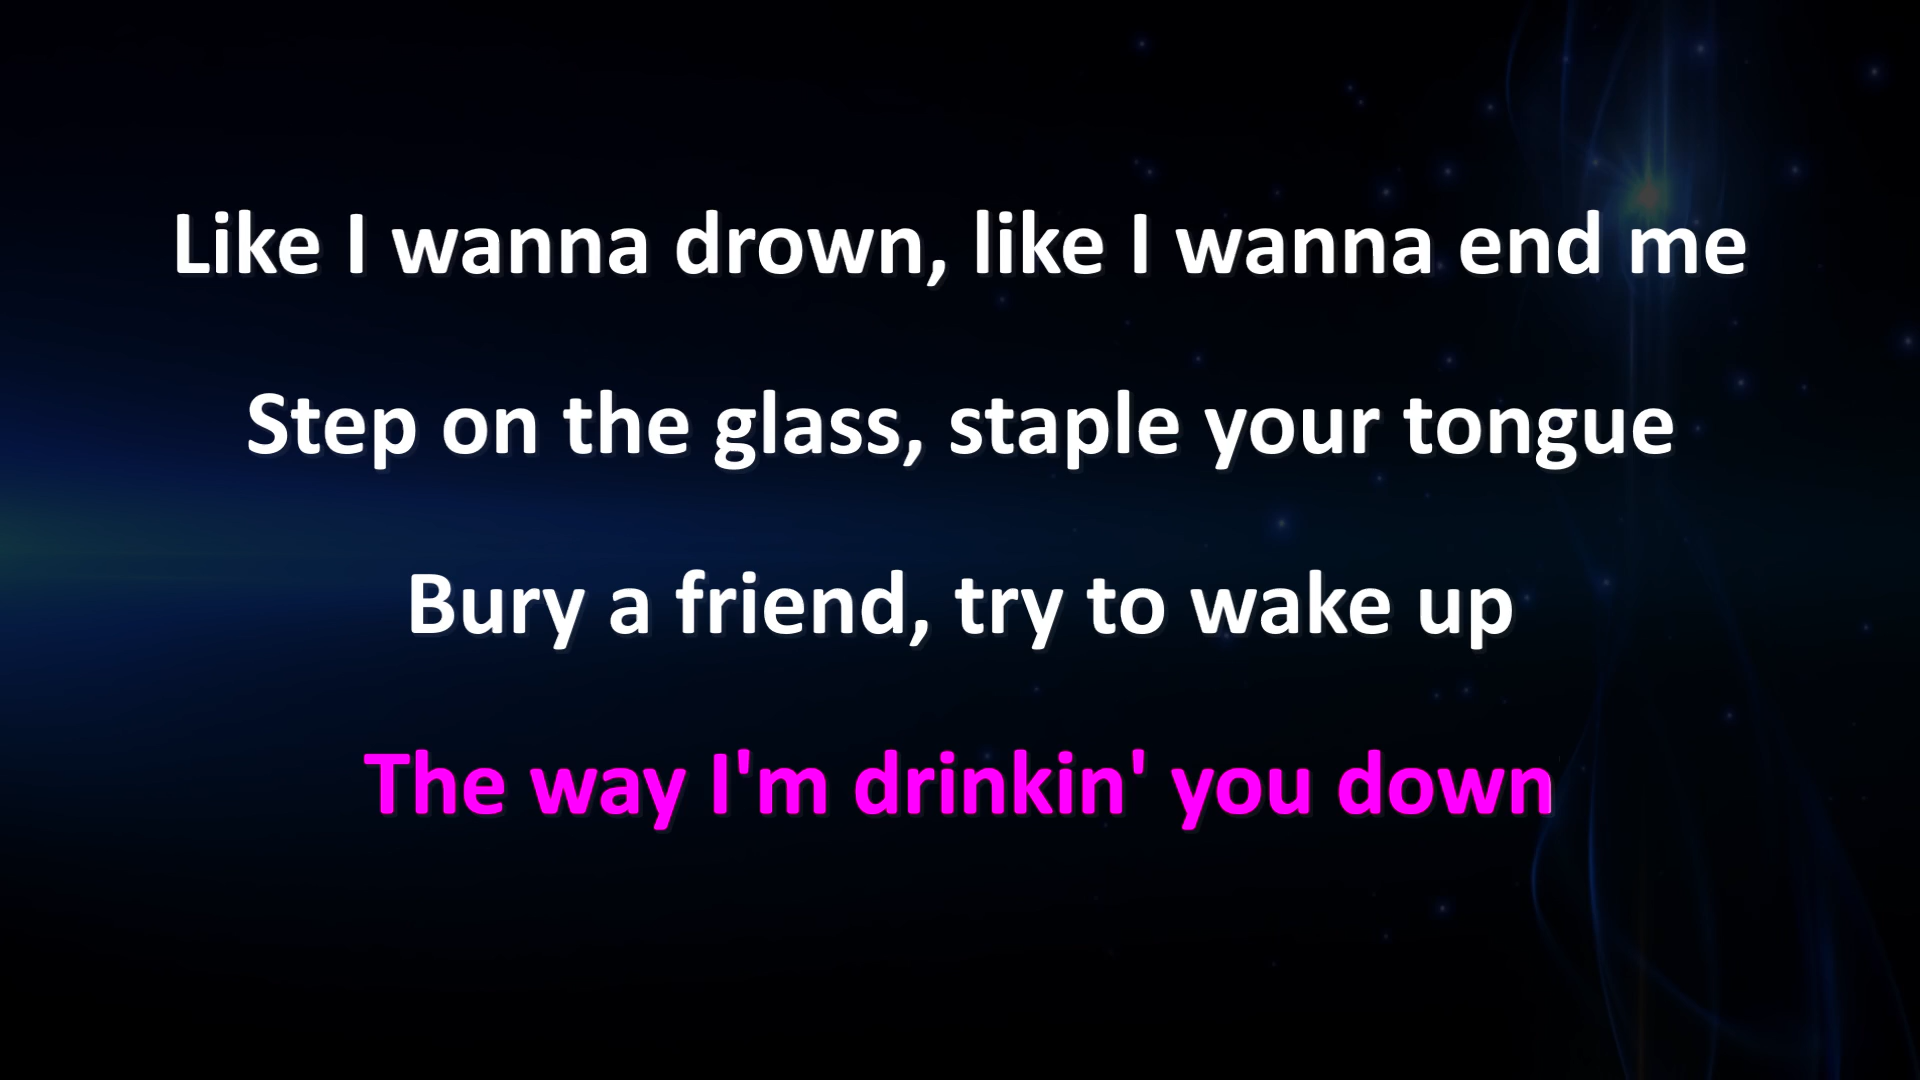 Like I wanna drown, like I wanna end me
Step on the glass, staple your tongue
Bury a friend, try to wake up
The way I'm drinkin' you down